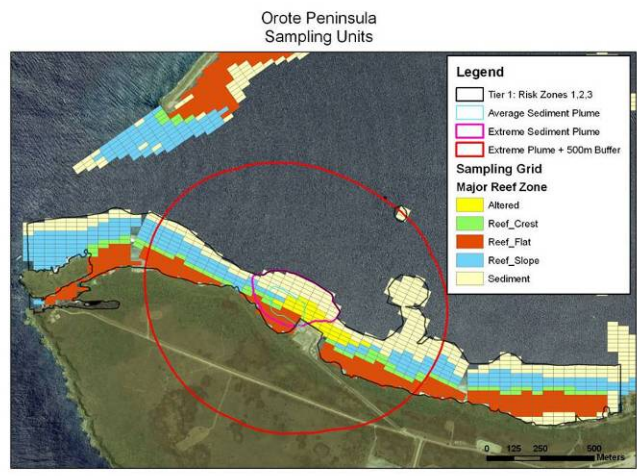 Orote Peninsula
Sampling Units
Legend
Tier 1: Risk Zones 1,2,3
Average Sediment Plume
Extreme Sediment Plume
Extreme Plume + 500m Buffer
Sampling Grid
Major Reef Zone
Altered
Reef_Crest
Reef_Flat
Reef_Slope
Sediment
0 125 250 500
Meters